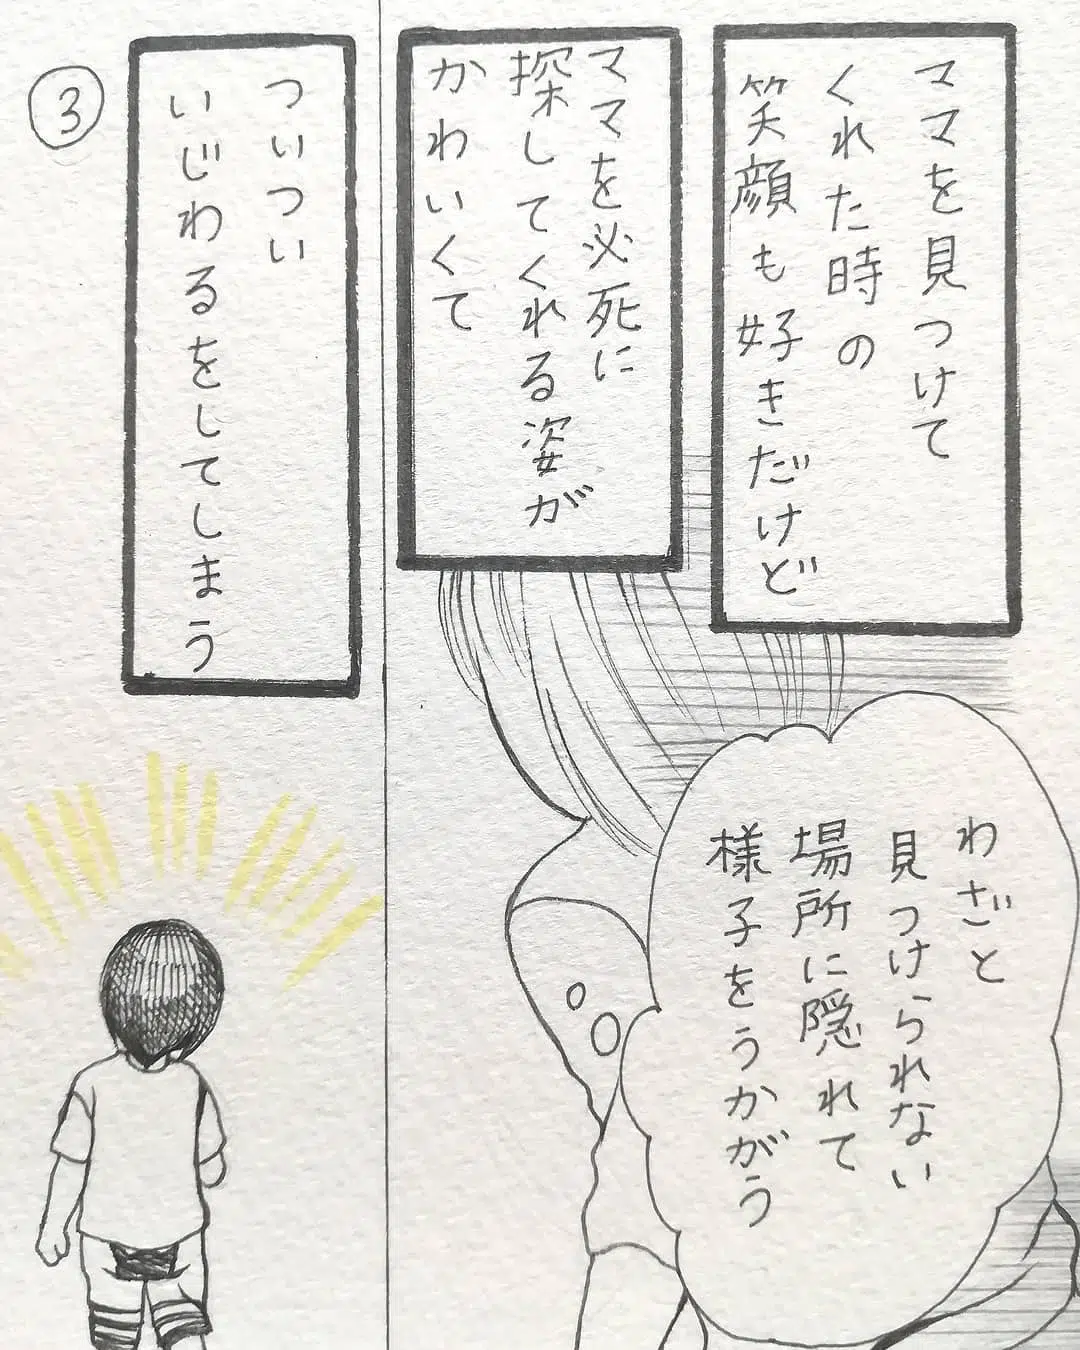 ママを見つけて
くれた時の
笑顔も好きだけど
ママを必死に
探してくれる姿が
かわいくて
わざと
見つけられない
場所に隠れて
様子をうかがう
ついつい
いじわるをしてしまう
3